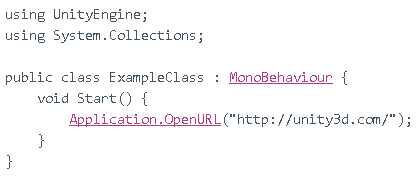 using UnityEngine;
using System.Collections;

public class ExampleClass : MonoBehaviour {
    void Start() {
        Application.OpenURL("http://unity3d.com/");
    }
}